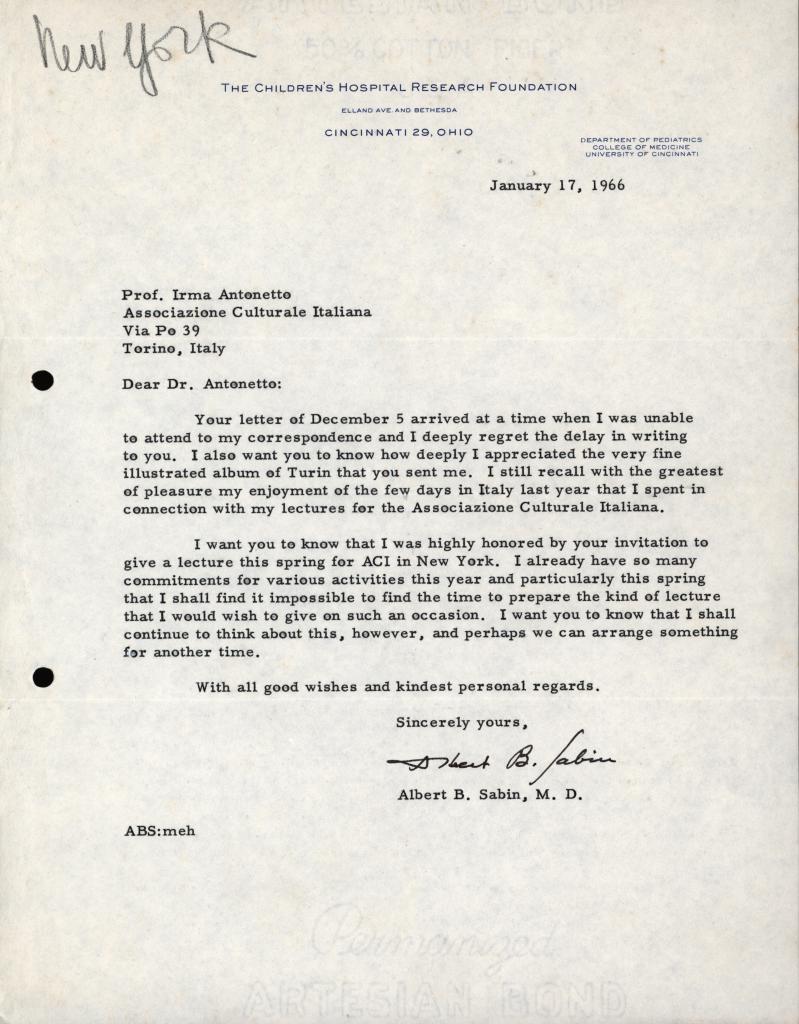 New York
THE CHILDREN'S HOSPITAL RESEARCH FOUNDATION
ELLAND AVE. AND BETHESDA
CINCINNATI 29, OHIO
DEPARTMENT OF PEDIATRICS
COLLEGE OF MEDICINE
UNIVERSITY OF CINCINNATI
January 17, 1966
Prof. Irma Antonetto
Associazione Culturale Italiana
Via Po 39
Torino, Italy
Dear Dr. Antonetto:
Your letter of December 5 arrived at a time when I was unable
to attend to my correspondence and I deeply regret the delay in writing
to you. I also want you to know how deeply I appreciated the very fine
illustrated album of Turin that you sent me. I still recall with the greatest
of pleasure my enjoyment of the few days in Italy last year that I spent in
connection with my lectures for the Associazione Culturale Italiana.
I want you to know that I was highly honored by your invitation to
give a lecture this spring for ACI in New York. I already have so many
commitments for various activities this year and particularly this spring
that I shall find it impossible to find the time to prepare the kind of lecture
that I would wish to give on such an occasion. I want you to know that I shall
continue to think about this, however, and perhaps we can arrange something
for another time.
With all good wishes and kindest personal regards.
Sincerely yours,
Albert B. Sabin
Albert B. Sabin, M. D.
ABS:meh
Permanized
ARTESIAN BOND